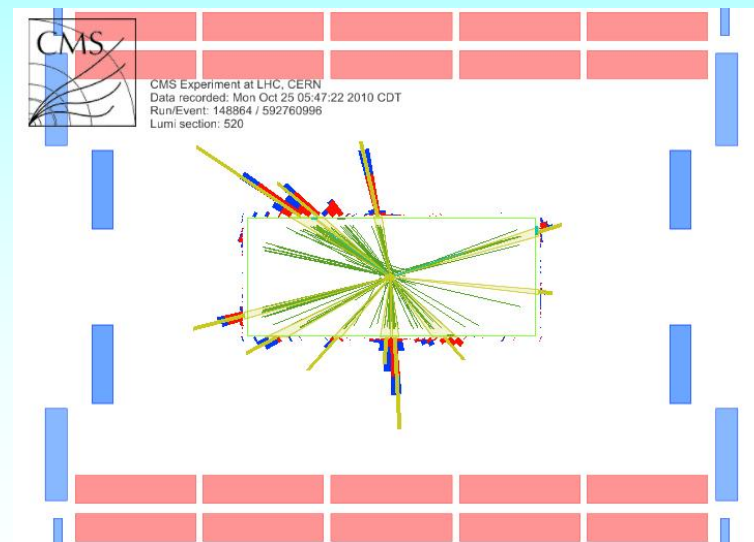 CMS
CMS Experiment at LHC, CERN
Data recorded: Mon Oct 25 05:47:22 2010 CDT
Run/Event: 148864 / 592760996
Lumi section: 520